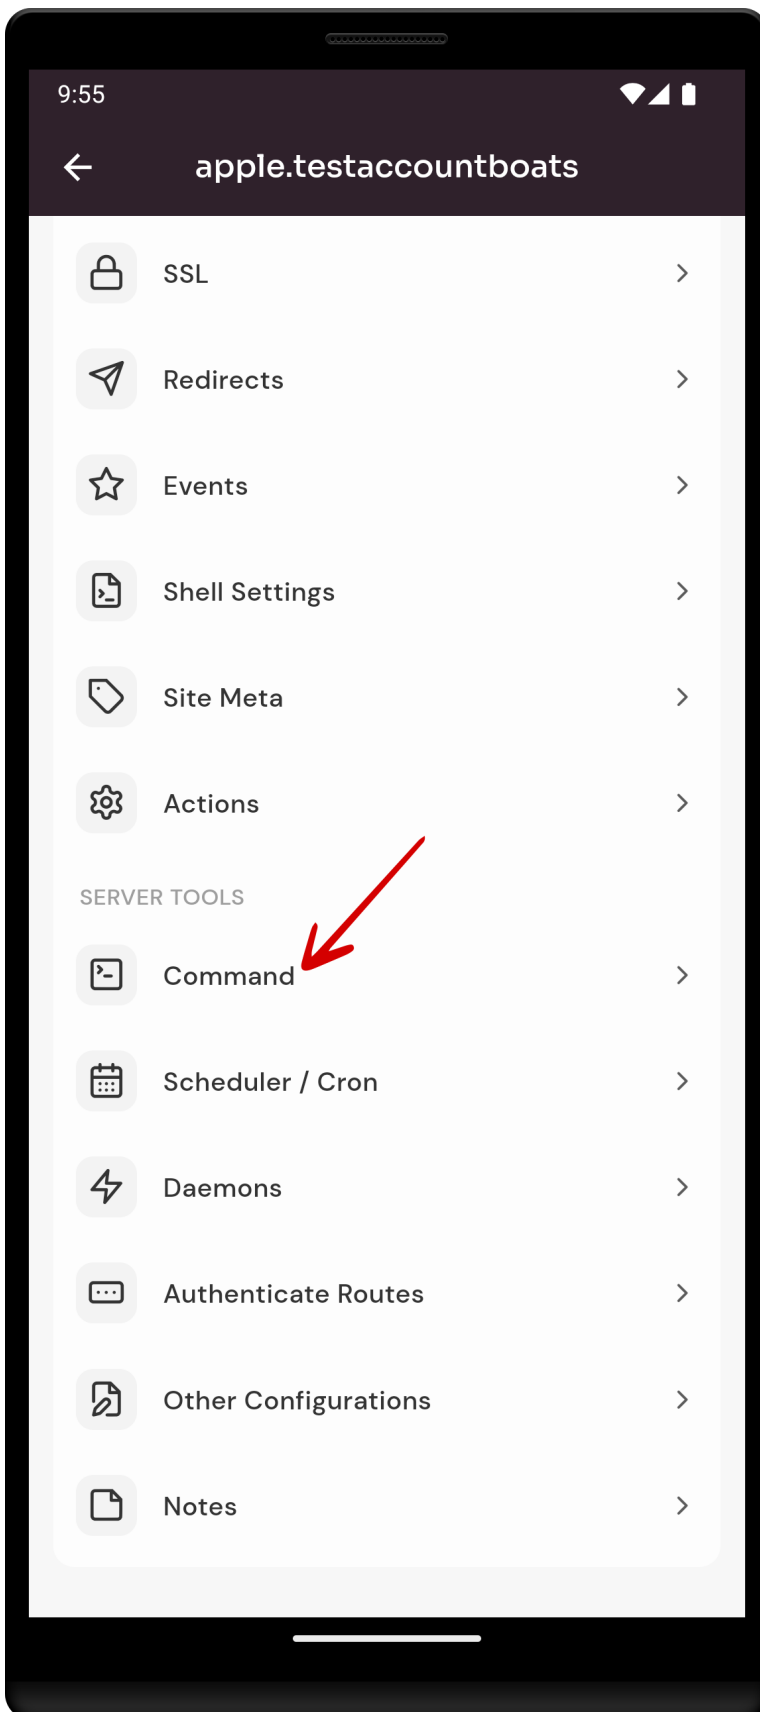 9:55
apple.testaccountboats
SSL
Redirects
Events
Shell Settings
Site Meta
Actions
SERVER TOOLS
Command
Scheduler / Cron
Daemons
Authenticate Routes
Other Configurations
Notes